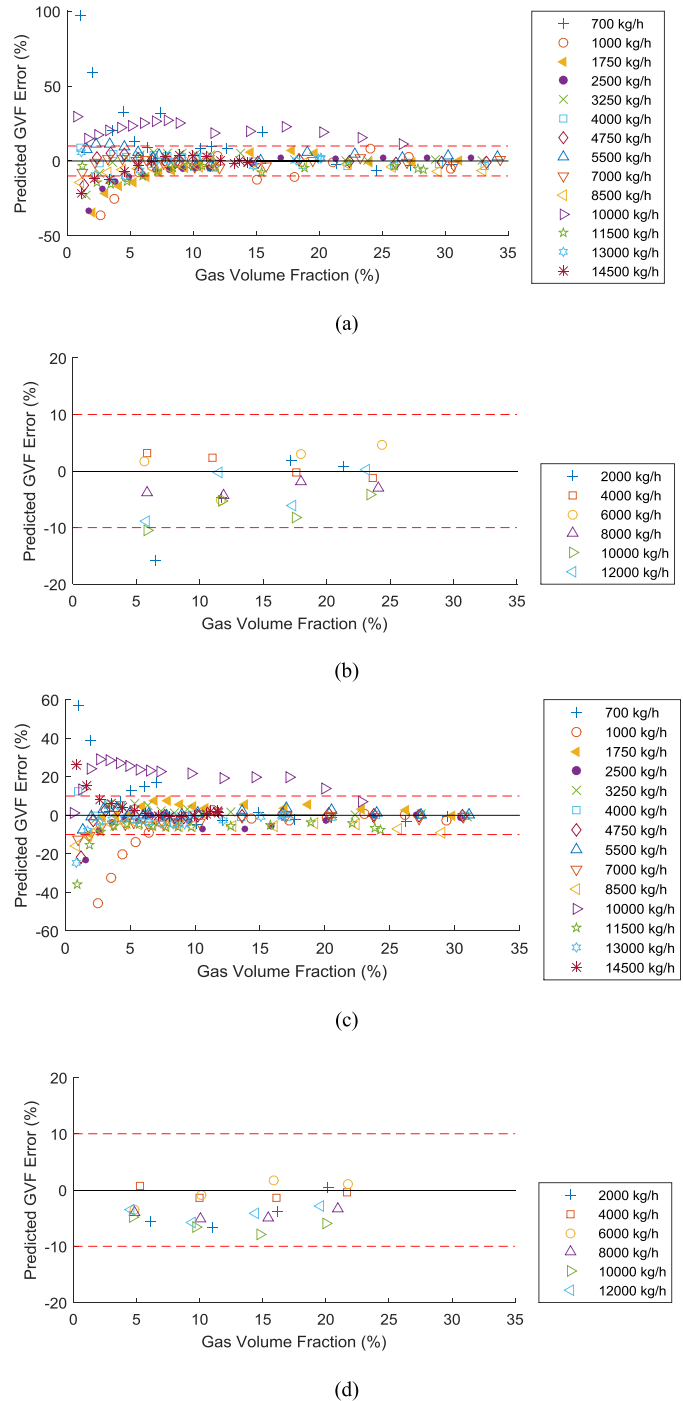 100
50
0
-50
Predicted GVF Error (%)
0 5 10 15 20 25 30 35
Gas Volume Fraction (%)
700 kg/h
1000 kg/h
1750 kg/h
2500 kg/h
3250 kg/h
4000 kg/h
4750 kg/h
5500 kg/h
7000 kg/h
8500 kg/h
10000 kg/h
11500 kg/h
13000 kg/h
14500 kg/h
(a)
20
10
0
-10
-20
Predicted GVF Error (%)
0 5 10 15 20 25 30 35
Gas Volume Fraction (%)
2000 kg/h
4000 kg/h
6000 kg/h
8000 kg/h
10000 kg/h
12000 kg/h
(b)
60
40
20
0
-20
-40
-60
Predicted GVF Error (%)
0 5 10 15 20 25 30 35
Gas Volume Fraction (%)
700 kg/h
1000 kg/h
1750 kg/h
2500 kg/h
3250 kg/h
4000 kg/h
4750 kg/h
5500 kg/h
7000 kg/h
8500 kg/h
10000 kg/h
11500 kg/h
13000 kg/h
14500 kg/h
(c)
20
10
0
-10
-20
Predicted GVF Error (%)
0 5 10 15 20 25 30 35
Gas Volume Fraction (%)
2000 kg/h
4000 kg/h
6000 kg/h
8000 kg/h
10000 kg/h
12000 kg/h
(d)